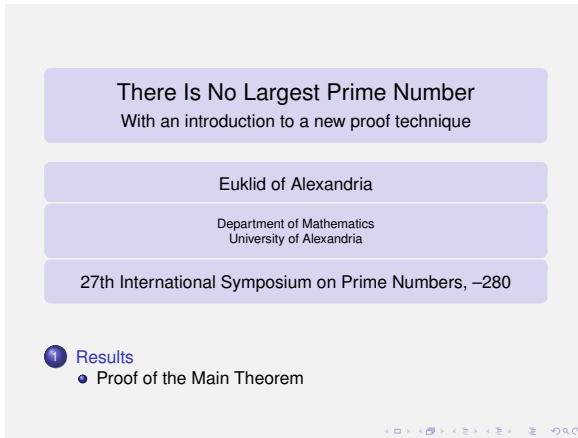 There Is No Largest Prime Number
With an introduction to a new proof technique
Euklid of Alexandria
Department of Mathematics
University of Alexandria
27th International Symposium on Prime Numbers, –280
1 Results
Proof of the Main Theorem